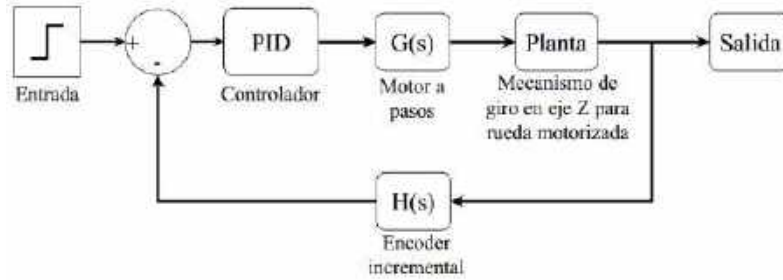 +
-
PID
G(s)
Planta
Salida
Entrada
Controlador
Motor a
pasos
Mecanismo de
giro en eje Z para
rueda motorizada
H(s)
Encoder
incremental